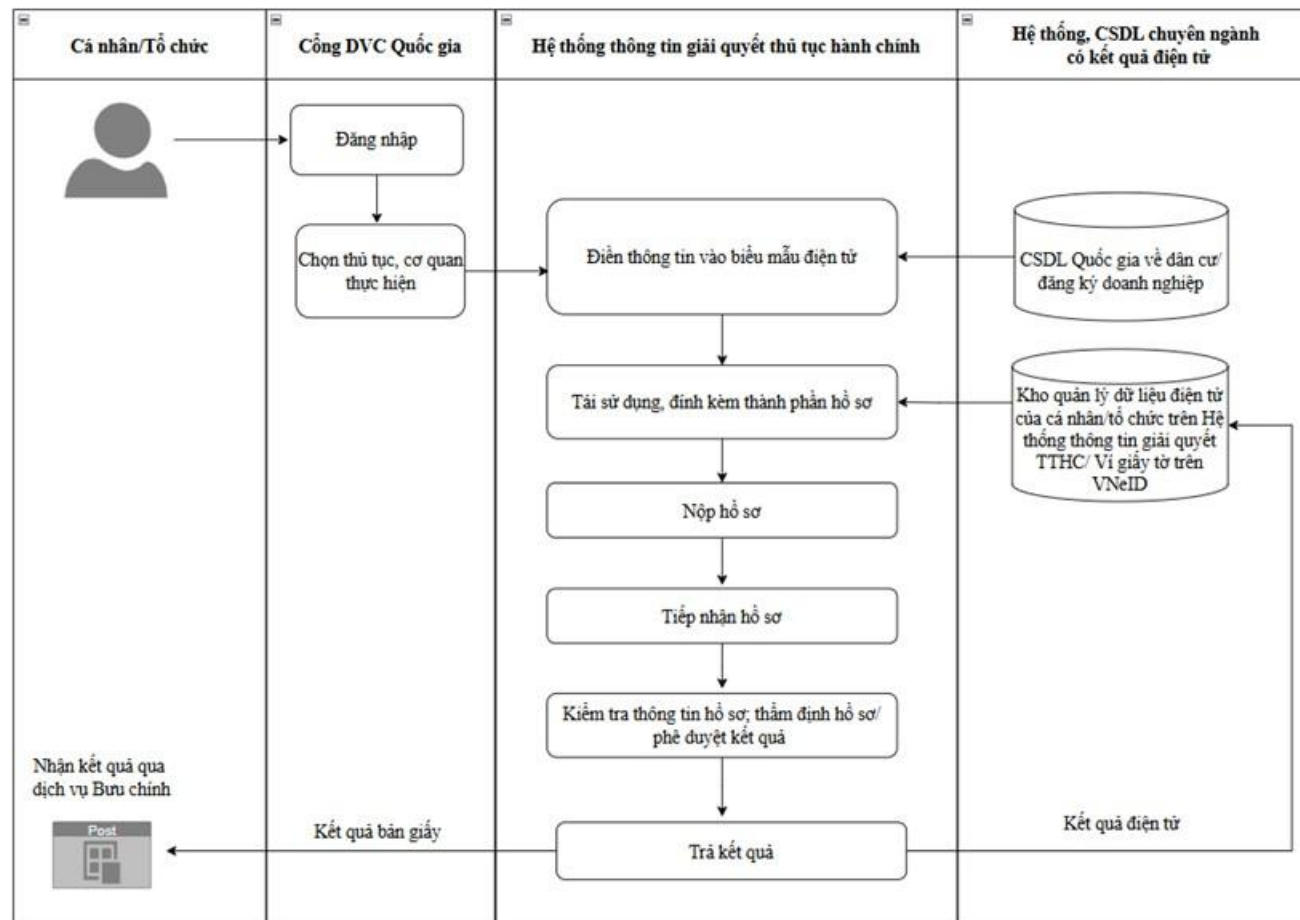 Cá nhân/Tổ chức
Cổng DVC Quốc gia
Hệ thống thông tin giải quyết thủ tục hành chính
Hệ thống, CSDL chuyên ngành
có kết quả điện tử
Đăng nhập
Chọn thủ tục, cơ quan
thực hiện
Điền thông tin vào biểu mẫu điện tử
CSDL Quốc gia về dân cư/
đăng ký doanh nghiệp
Tái sử dụng, đính kèm thành phần hồ sơ
Kho quản lý dữ liệu điện tử
của cá nhân/tổ chức trên Hệ
thống thông tin giải quyết
TTHC/ Ví giấy tờ trên
VNeID
Nộp hồ sơ
Tiếp nhận hồ sơ
Kiểm tra thông tin hồ sơ; thẩm định hồ sơ/
phê duyệt kết quả
Nhận kết quả qua
dịch vụ Bưu chính
Post
Kết quả bản giấy
Trả kết quả
Kết quả điện tử